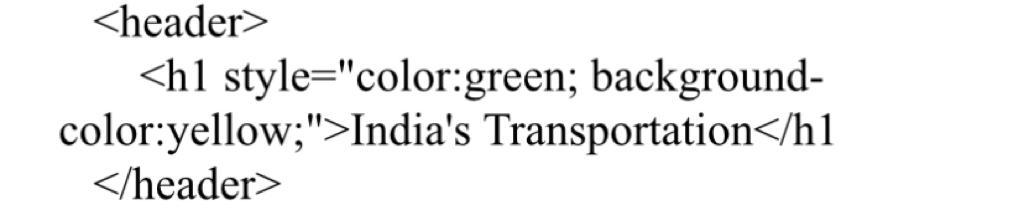 <header>
<h1 style="color:green; background-
color:yellow;">India's Transportation</h1
</header>